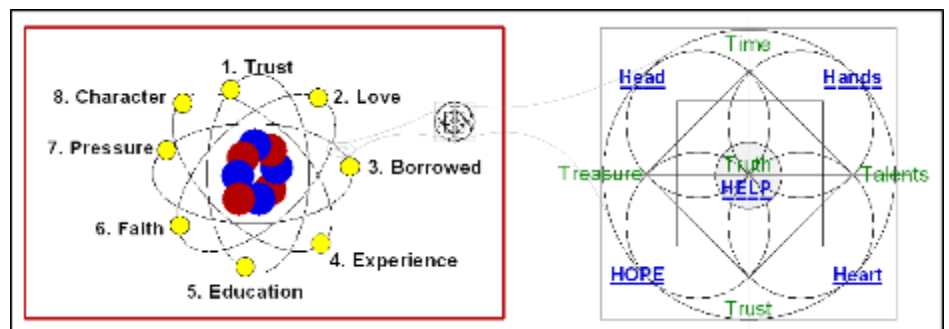 1. Trust
8. Character
2. Love
7. Pressure
3. Borrowed
6. Faith
4. Experience
5. Education
Time
Head
Hands
Treasure
Truth
Talents
HELP
HOPE
Heart
Trust